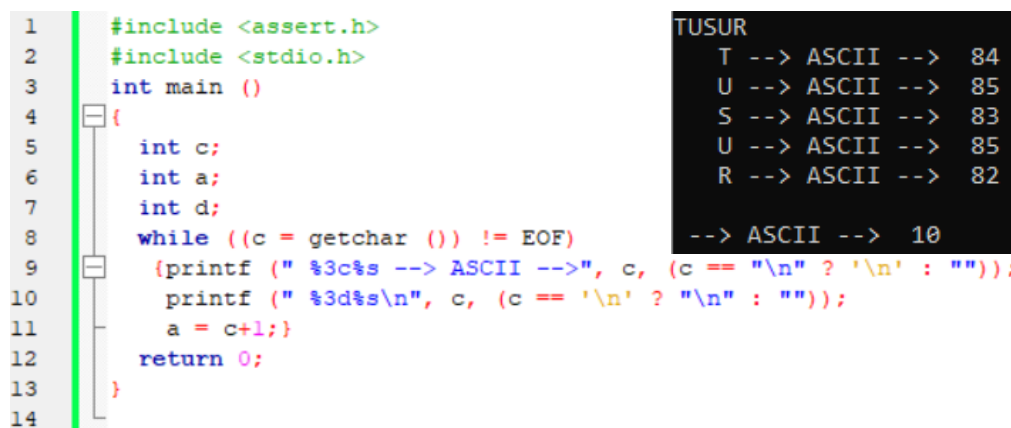 1 #include <assert.h>
2 #include <stdio.h>
3 int main ()
4 {
5 int c;
6 int a;
7 int d;
8 while ((c = getchar ()) != EOF)
9 {printf (" %3c%s --> ASCII -->", c, (c == "\n" ? '\n' : ""));
10 printf (" %3d%s\n", c, (c == '\n' ? "\n" : ""));
11 a = c+1;}
12 return 0;
13 }
14
TUSUR
T --> ASCII --> 84
U --> ASCII --> 85
S --> ASCII --> 83
U --> ASCII --> 85
R --> ASCII --> 82
--> ASCII --> 10